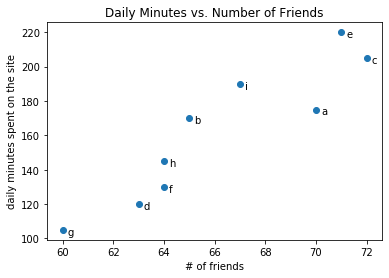 Daily Minutes vs. Number of Friends
220
200
180
160
140
120
100
daily minutes spent on the site
e
c
i
a
b
h
f
d
g
60
62
64
66
68
70
72
# of friends